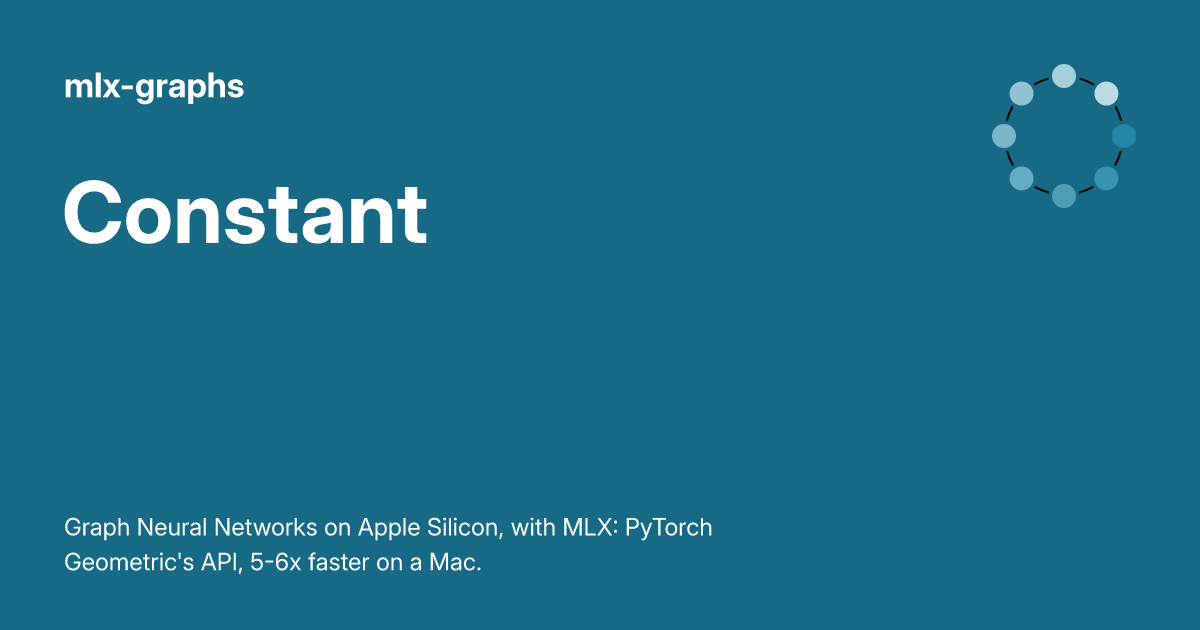 mlx-graphs
Constant
Graph Neural Networks on Apple Silicon, with MLX: PyTorch
Geometric's API, 5-6x faster on a Mac.